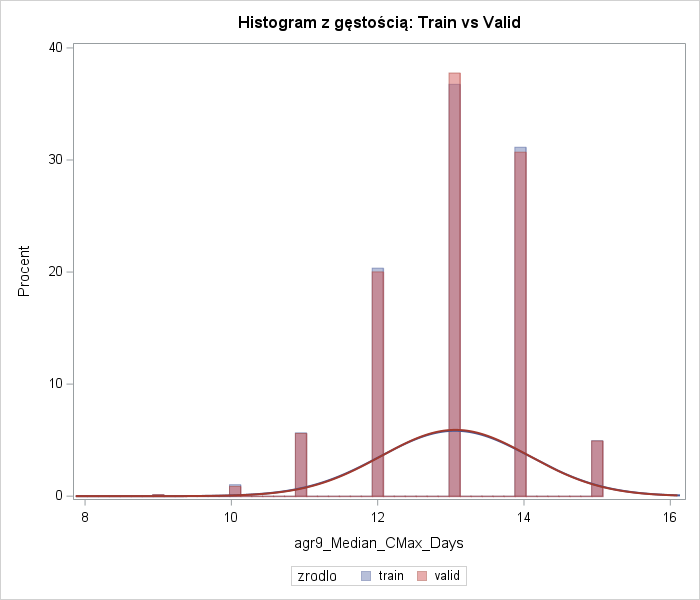 Histogram z gęstością: Train vs Valid
40
30
20
10
0
Procent
8 10 12 14 16
agr9_Median_CMax_Days
zrodlo train valid